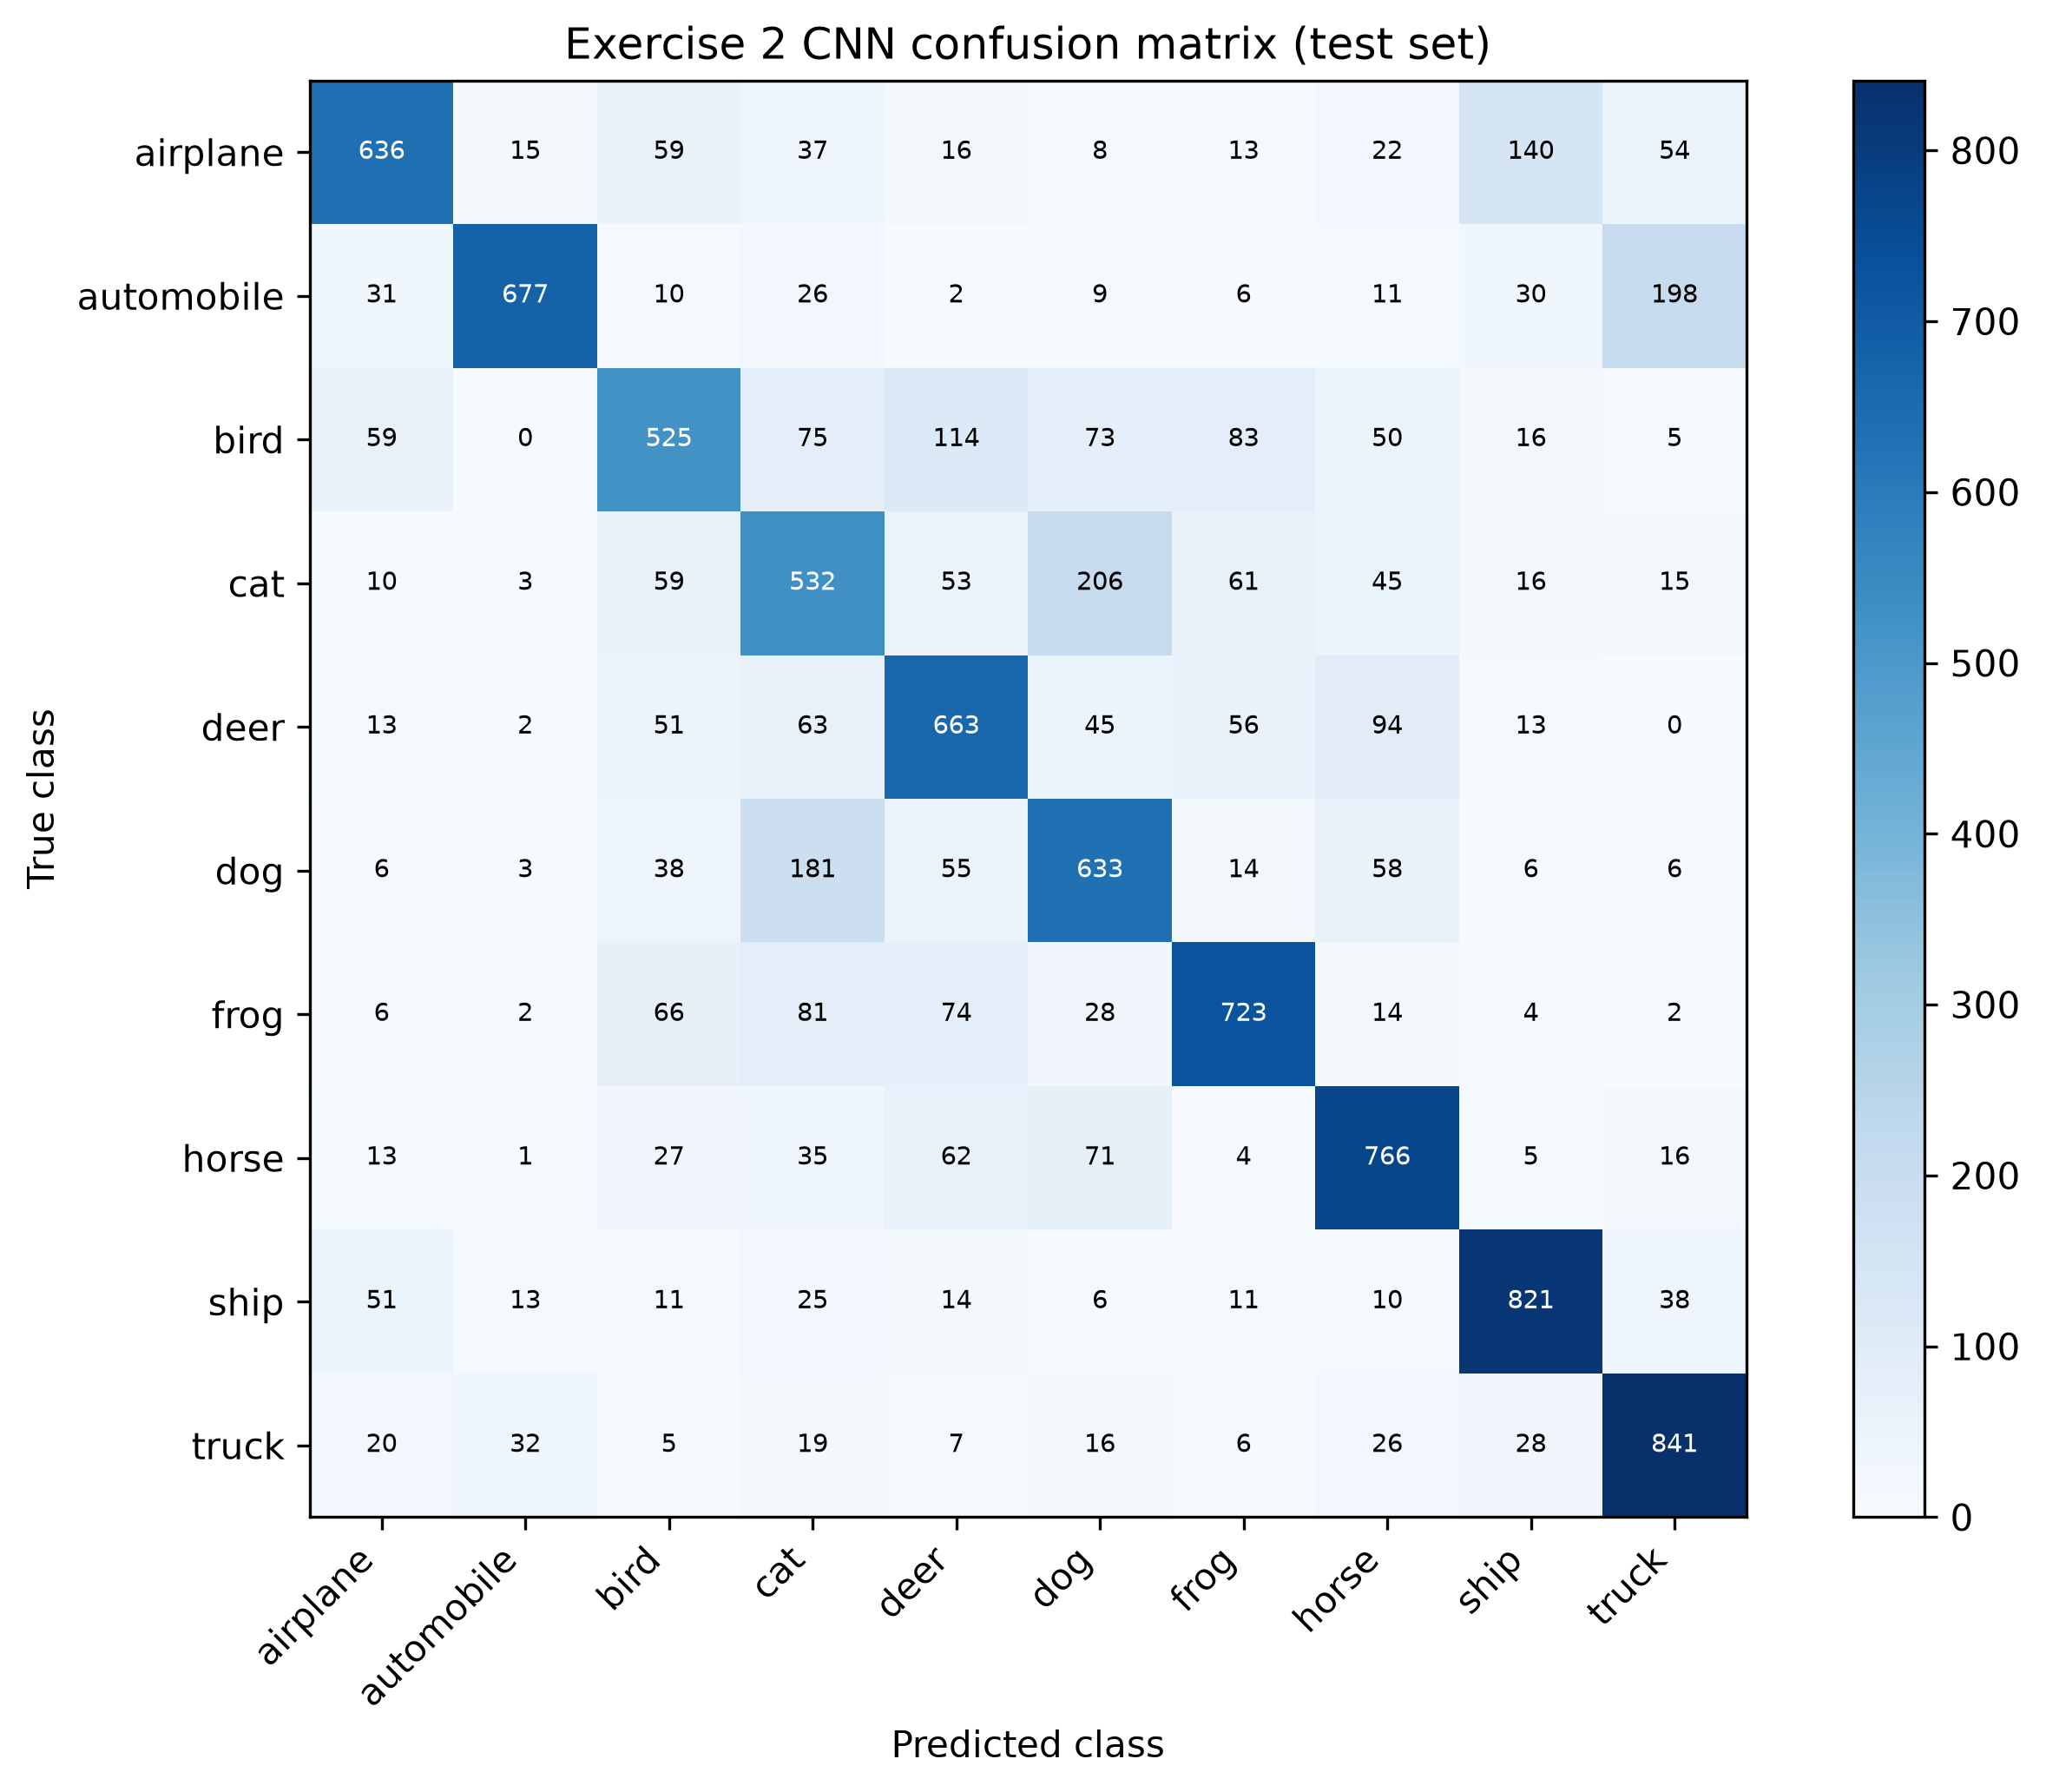 Exercise 2 CNN confusion matrix (test set)
airplane 636 15 59 37 16 8 13 22 140 54
automobile 31 677 10 26 2 9 6 11 30 198
bird 59 0 525 75 114 73 83 50 16 5
cat 10 3 59 532 53 206 61 45 16 15
deer 13 2 51 63 663 45 56 94 13 0
dog 6 3 38 181 55 633 14 58 6 6
frog 6 2 66 81 74 28 723 14 4 2
horse 13 1 27 35 62 71 4 766 5 16
ship 51 13 11 25 14 6 11 10 821 38
truck 20 32 5 19 7 16 6 26 28 841
airplane automobile bird cat deer dog frog horse ship truck
Predicted class
True class
800
700
600
500
400
300
200
100
0